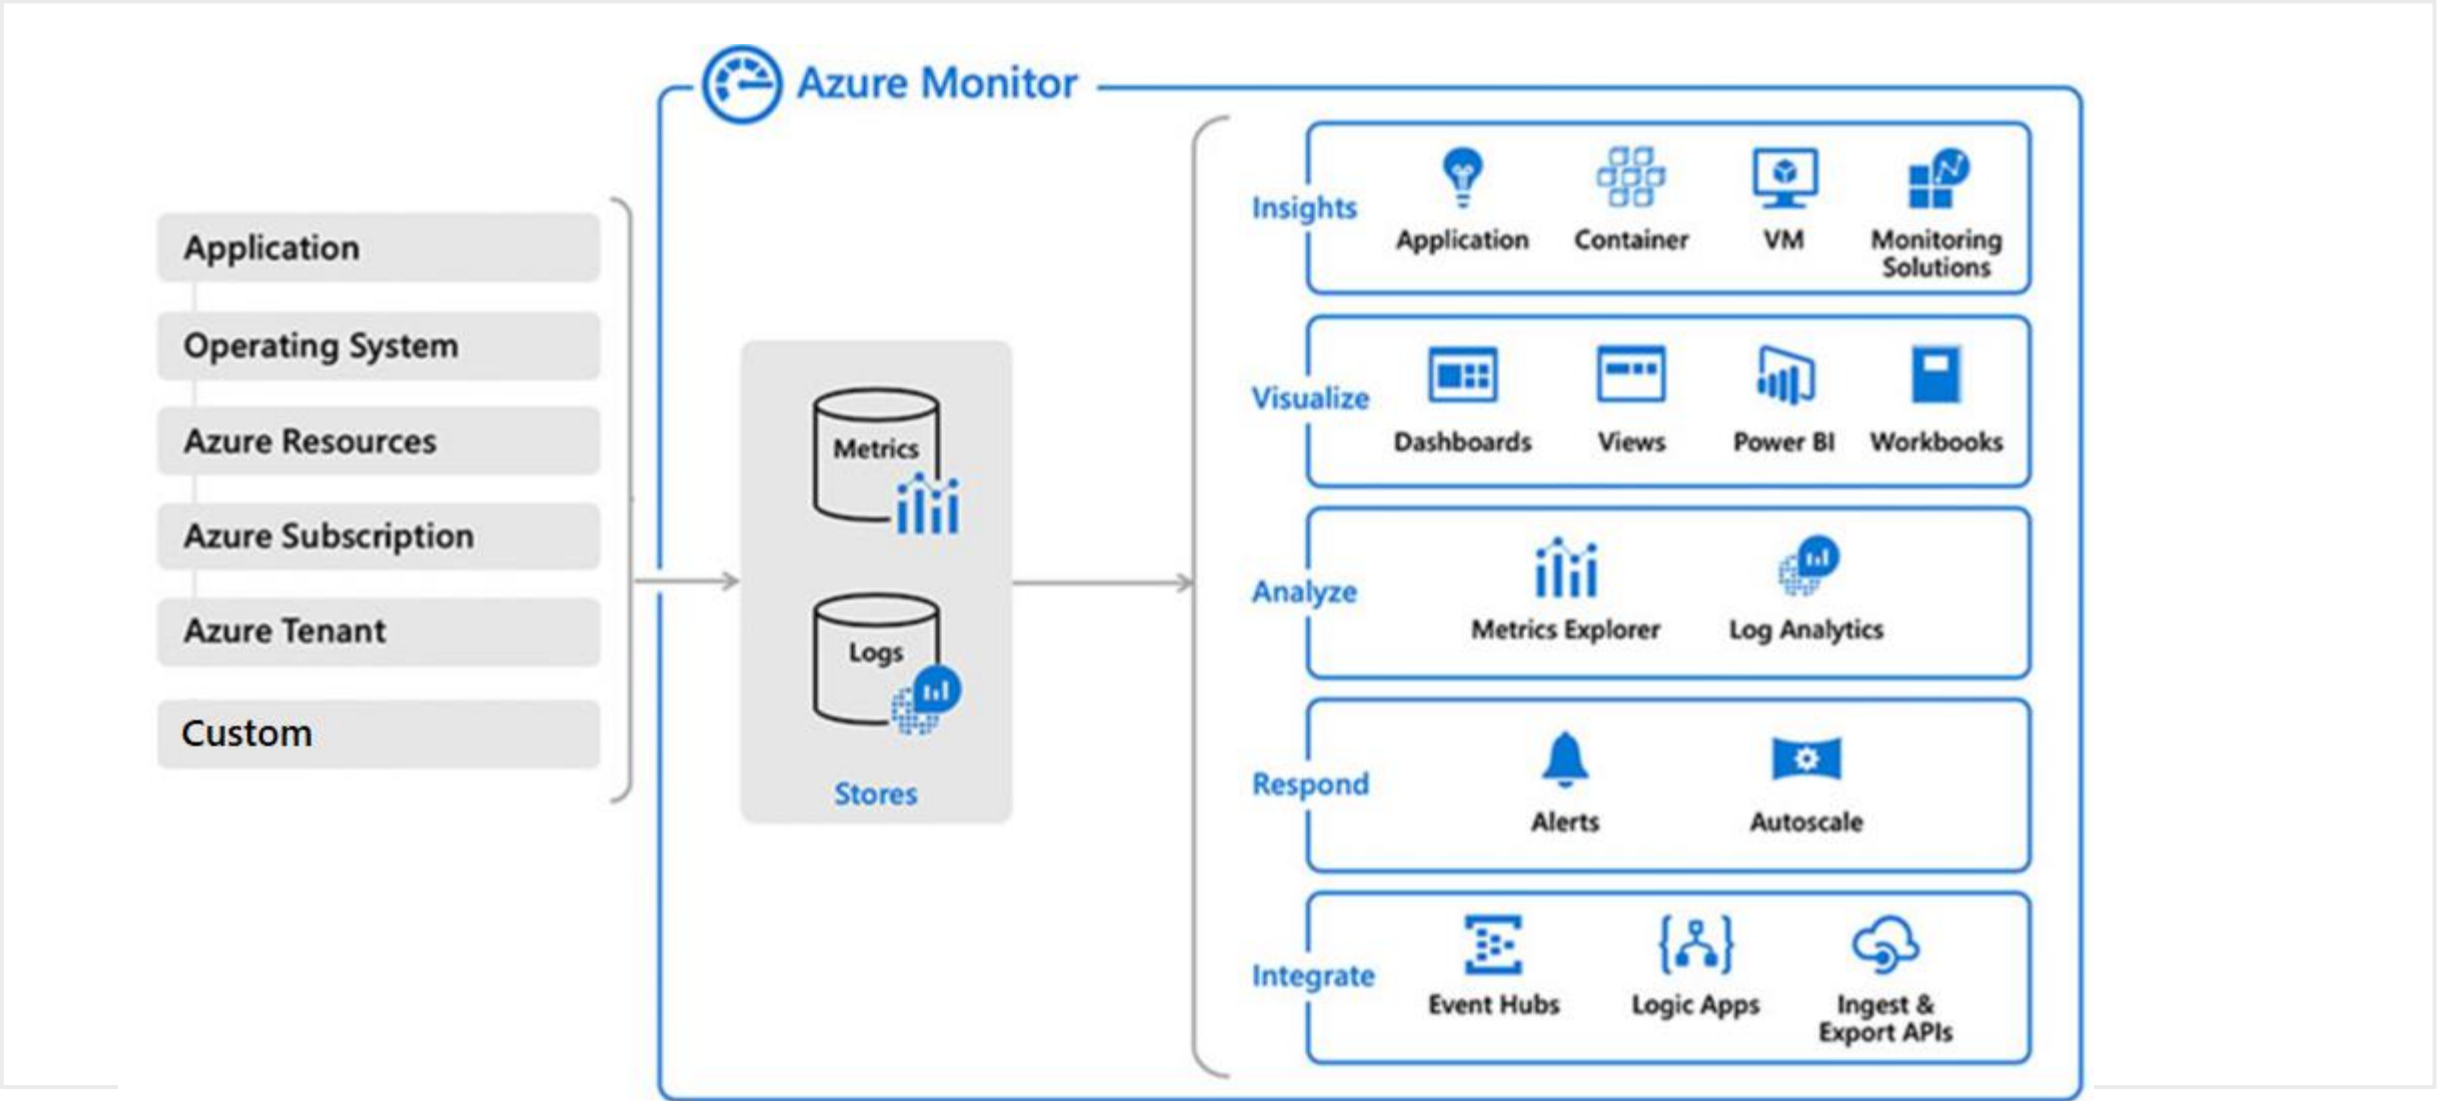 Azure Monitor
Application
Operating System
Azure Resources
Azure Subscription
Azure Tenant
Custom
Metrics
Logs
Stores
Insights
Application
Container
VM
Monitoring
Solutions
Visualize
Dashboards
Views
Power BI
Workbooks
Analyze
Metrics Explorer
Log Analytics
Respond
Alerts
Autoscale
Integrate
Event Hubs
Logic Apps
Ingest &
Export APIs